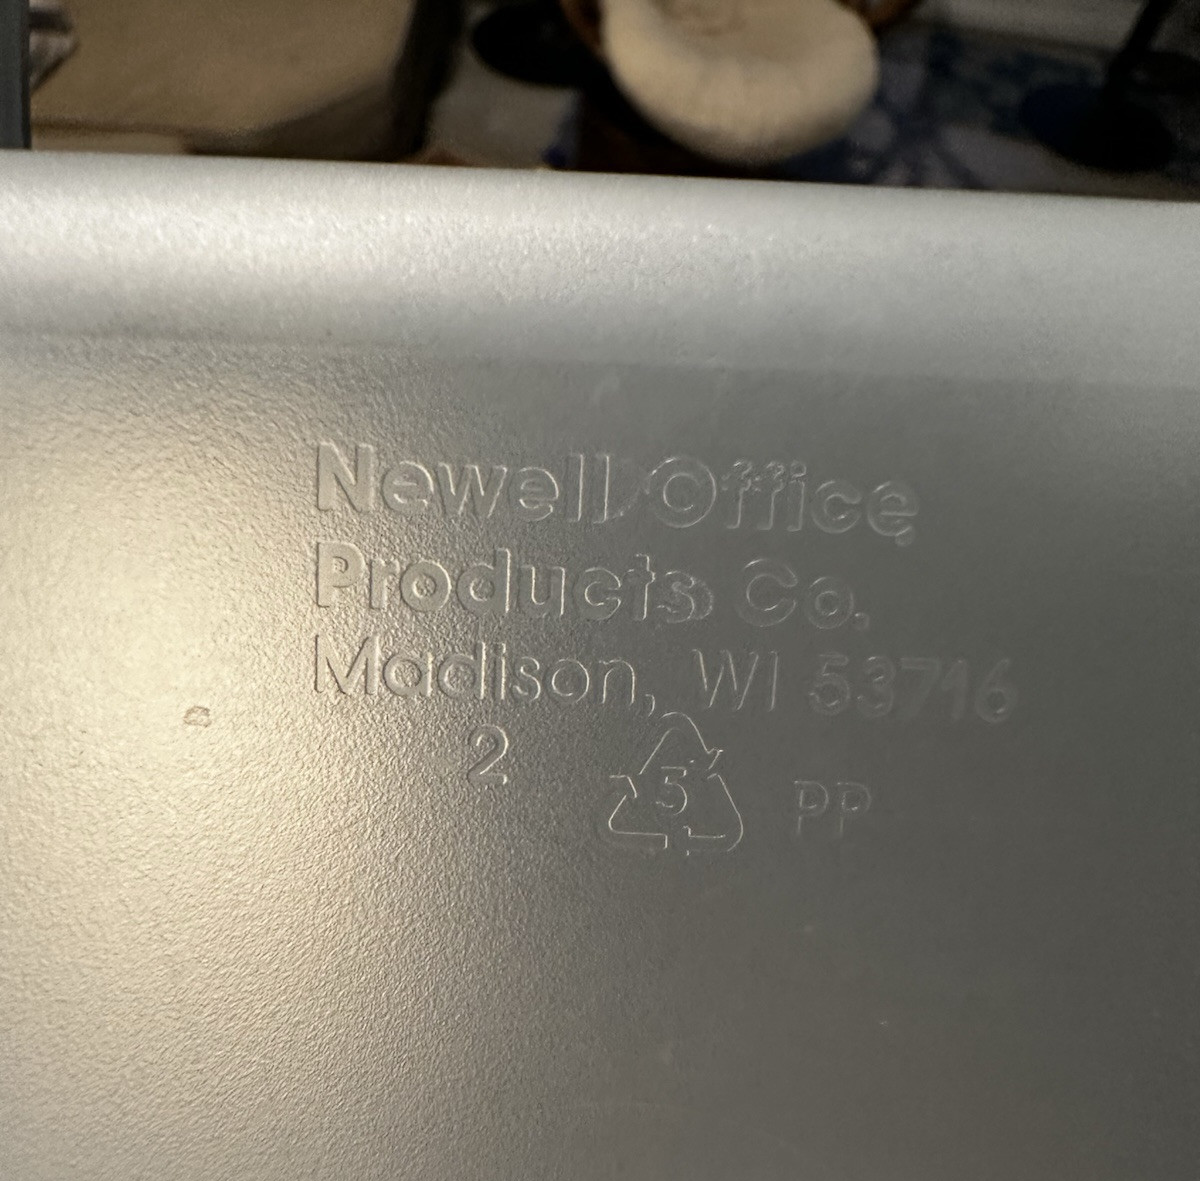 Newell Office
Products Co.
Madison, WI 53716
2 5 PP